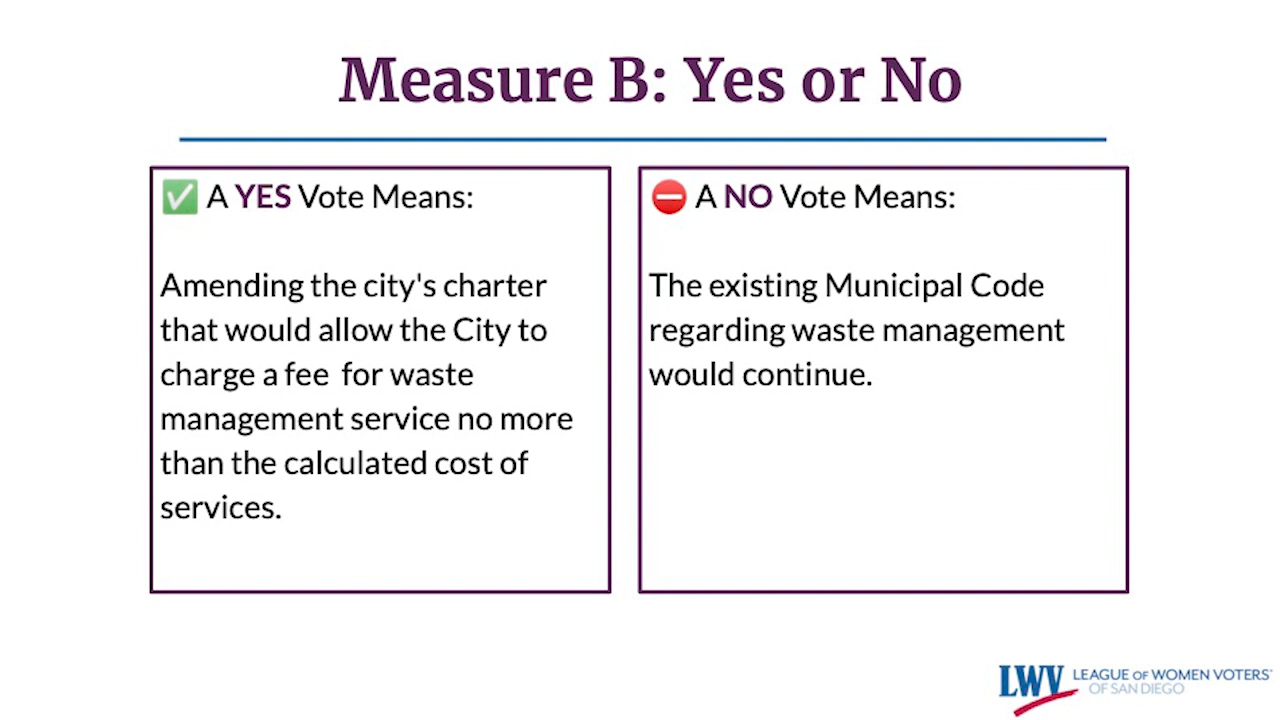 Measure B: Yes or No
✅ A YES Vote Means:
Amending the city's charter
that would allow the City to
charge a fee  for waste
management service no more
than the calculated cost of
services.
⛔ A NO Vote Means:
The existing Municipal Code
regarding waste management
would continue.
LWV LEAGUE OF WOMEN VOTERS®
OF SAN DIEGO